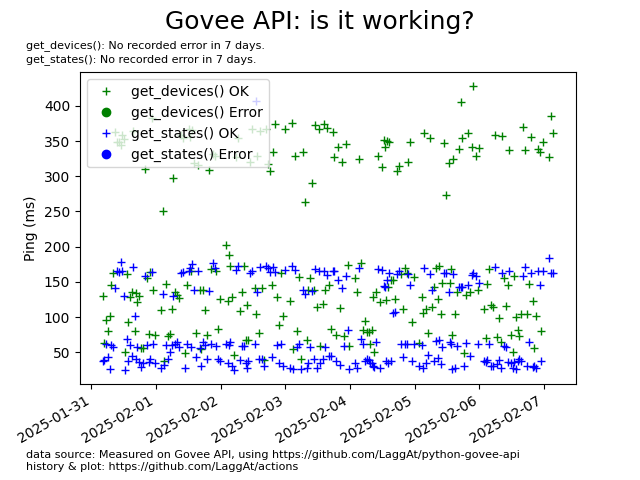 Govee API: is it working?
get_devices(): No recorded error in 7 days.
get_states(): No recorded error in 7 days.
get_devices() OK
get_devices() Error
get_states() OK
get_states() Error
Ping (ms)
400
350
300
250
200
150
100
50
2025-01-31
2025-02-01
2025-02-02
2025-02-03
2025-02-04
2025-02-05
2025-02-06
2025-02-07
data source: Measured on Govee API, using https://github.com/LaggAt/python-govee-api
history & plot: https://github.com/LaggAt/actions